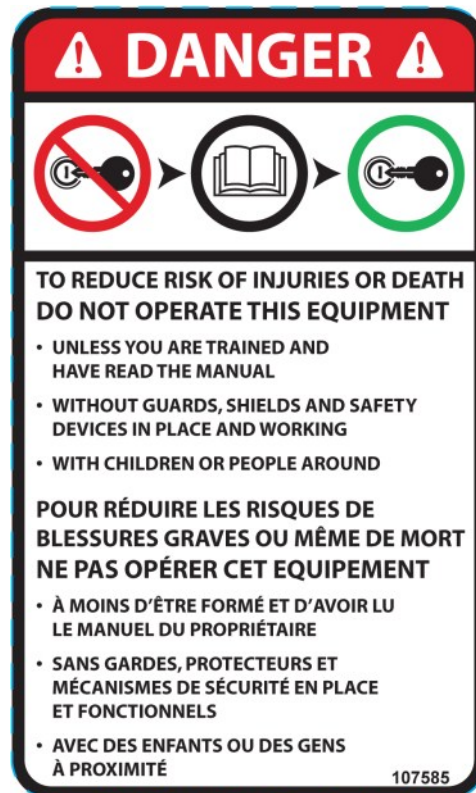 DANGER
TO REDUCE RISK OF INJURIES OR DEATH
DO NOT OPERATE THIS EQUIPMENT
• UNLESS YOU ARE TRAINED AND
HAVE READ THE MANUAL
• WITHOUT GUARDS, SHIELDS AND SAFETY
DEVICES IN PLACE AND WORKING
• WITH CHILDREN OR PEOPLE AROUND
POUR RÉDUIRE LES RISQUES DE
BLESSURES GRAVES OU MÊME DE MORT
NE PAS OPÉRER CET EQUIPEMENT
• À MOINS D'ÊTRE FORMÉ ET D'AVOIR LU
LE MANUEL DU PROPRIÉTAIRE
• SANS GARDES, PROTECTEURS ET
MÉCANISMES DE SÉCURITÉ EN PLACE
ET FONCTIONNELS
• AVEC DES ENFANTS OU DES GENS
À PROXIMITÉ
107585